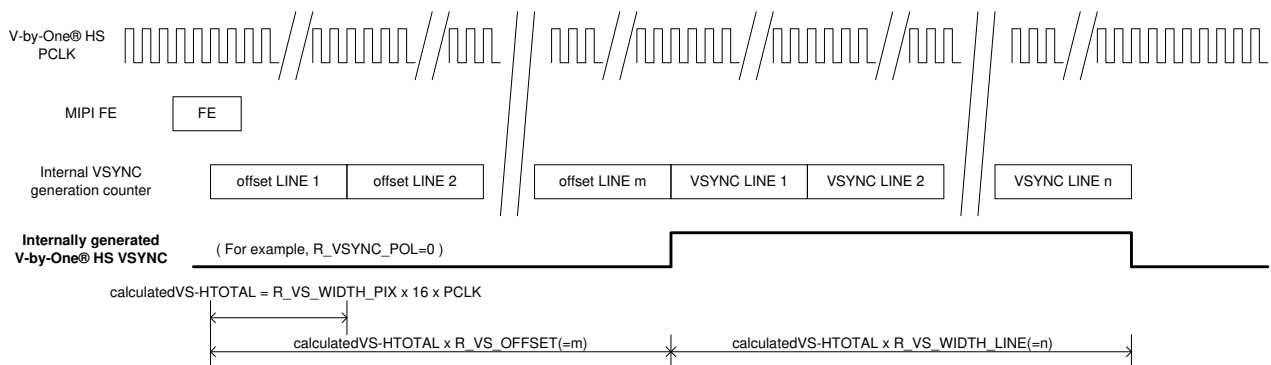 V-by-One® HS
PCLK
MIPI FE
FE
Internal VSYNC
generation counter
offset LINE 1
offset LINE 2
offset LINE m
VSYNC LINE 1
VSYNC LINE 2
VSYNC LINE n
Internally generated
V-by-One® HS VSYNC
( For example, R_VSYNC_POL=0 )
calculatedVS-HTOTAL = R_VS_WIDTH_PIX x 16 x PCLK
calculatedVS-HTOTAL x R_VS_OFFSET(=m)
calculatedVS-HTOTAL x R_VS_WIDTH_LINE(=n)